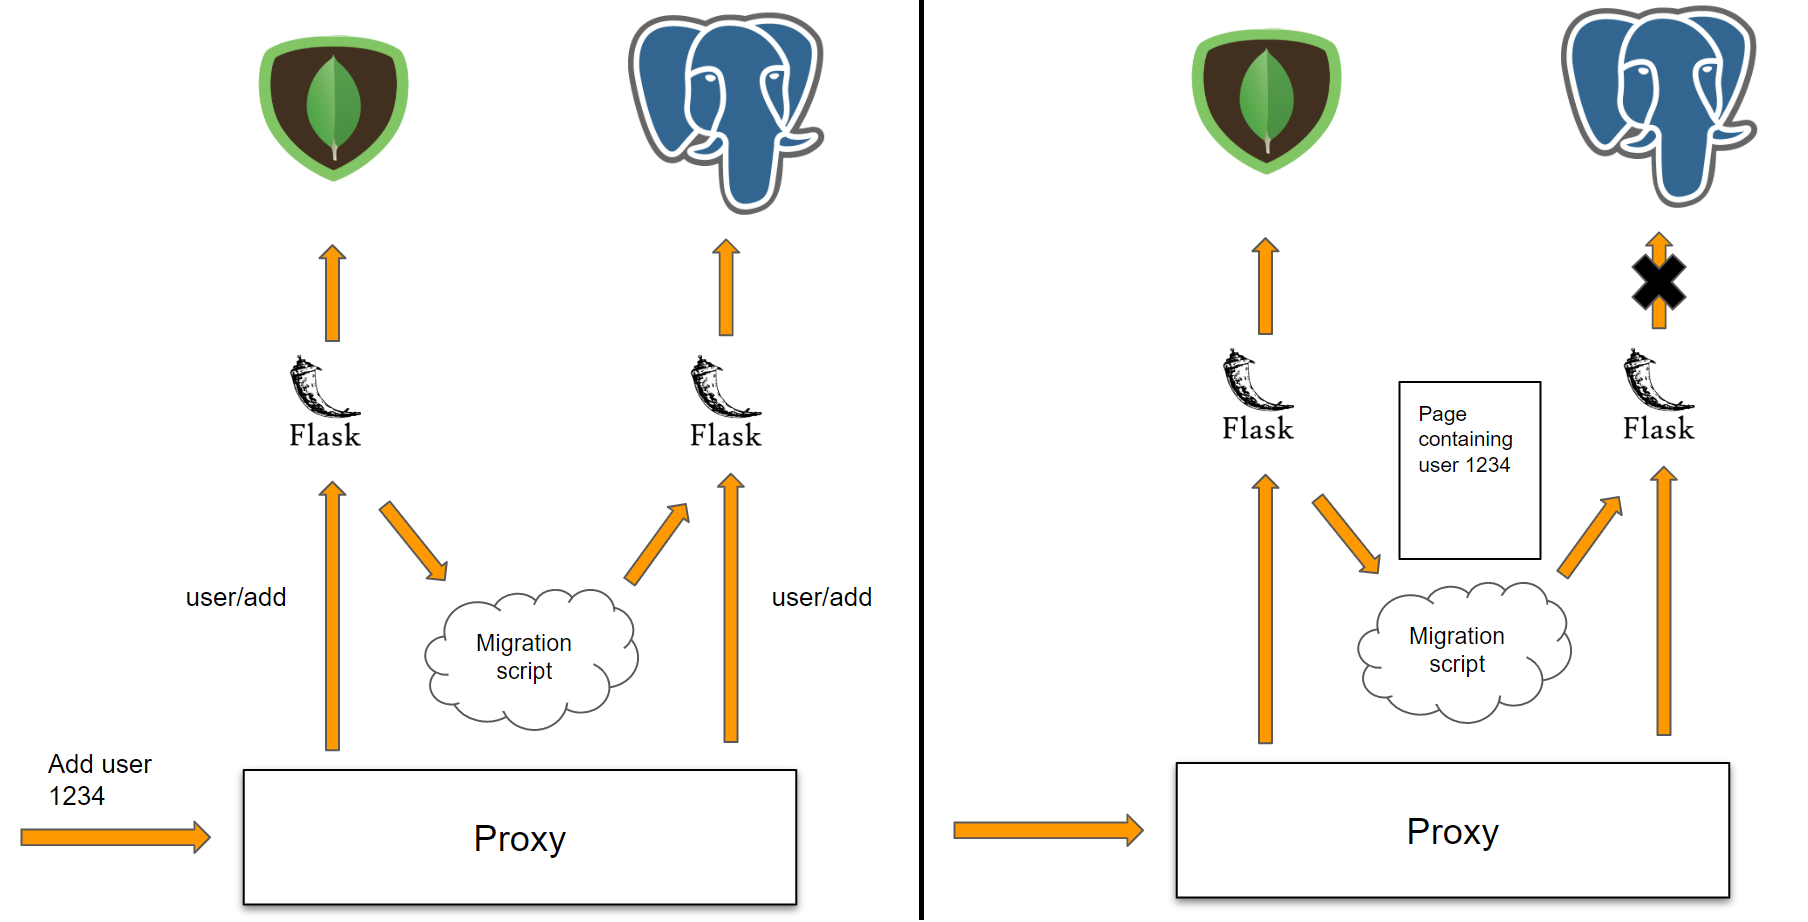 Flask
Flask
user/add
user/add
Migration
script
Add user
1234
Proxy
Flask
Page
containing
user 1234
Flask
Migration
script
Proxy